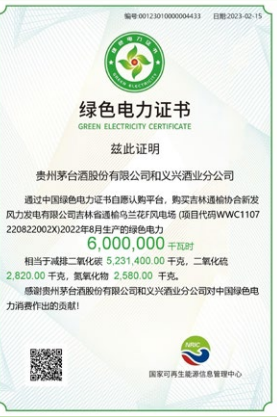 编号:00123010000004433 日期:2023-02-15
绿色电力证书
GREEN ELECTRICITY
绿色电力证书
GREEN ELECTRICITY CERTIFICATE
兹此证明
贵州茅台酒股份有限公司和义兴酒业分公司
通过中国绿色电力证书自愿认购平台，购买吉林通榆协合新发
风力发电有限公司吉林省通榆乌兰花F风电场 (项目代码WWC1107
220822002X)2022年8月生产的绿色电力
6,000,000 千瓦时
相当于减排二氧化碳 5,231,400.00 千克，二氧化硫
2,820.00 千克，氮氧化物 2,580.00 千克。
感谢贵州茅台酒股份有限公司和义兴酒业分公司对中国绿色电
力消费作出的贡献!
NREC
国家可再生能源信息管理中心